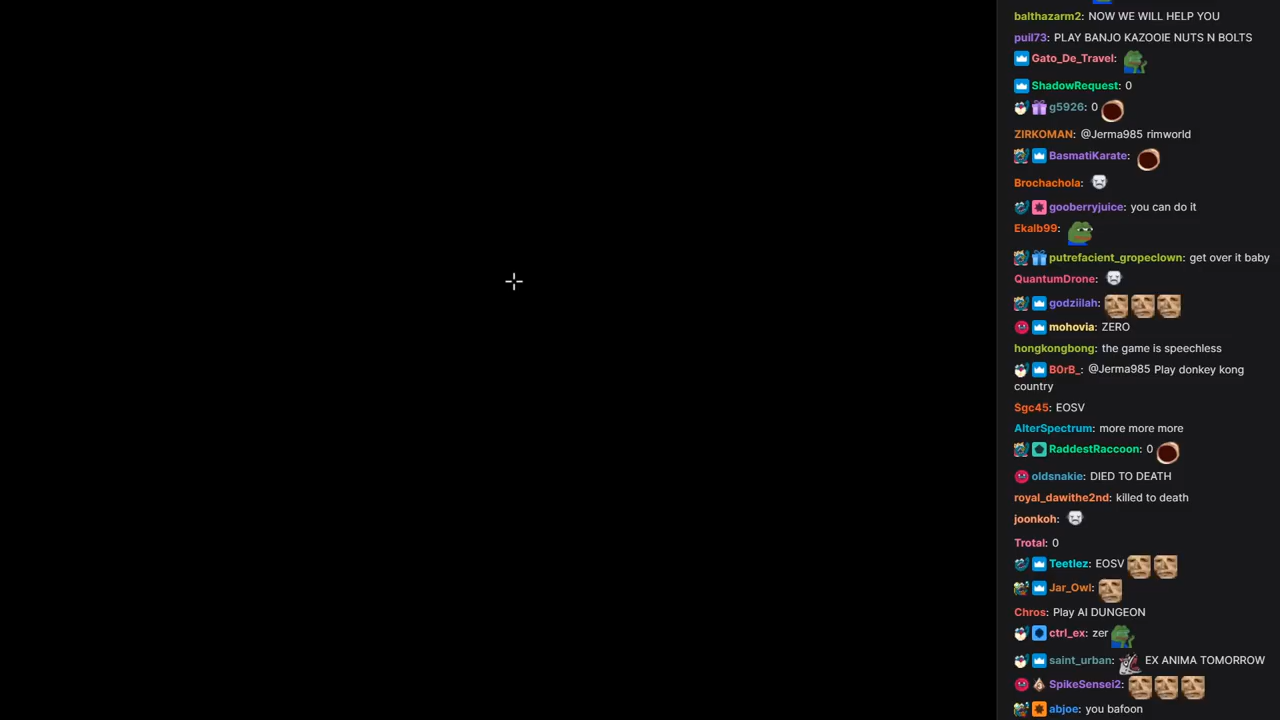 balthazarm2: NOW WE WILL HELP YOU
puil73: PLAY BANJO KAZOOIE NUTS N BOLTS
Gato_De_Travel:
ShadowRequest: 0
g5926: 0
ZIRKOMAN: @Jerma985 rimworld
BasmatiKarate:
Brochachola:
gooberryjuice: you can do it
Ekalb99:
putrefacient_gropeclown: get over it baby
QuantumDrone:
godziilah:
mohovia: ZERO
hongkongbong: the game is speechless
B0rB_: @Jerma985 Play donkey kong
country
Sgc45: EOSV
AlterSpectrum: more more more
RaddestRaccoon: 0
oldsnakie: DIED TO DEATH
royal_dawithe2nd: killed to death
joonkoh:
Trotal: 0
Teetlez: EOSV
Jar_Owl:
Chros: Play AI DUNGEON
ctrl_ex: zer
saint_urban: EX ANIMA TOMORROW
SpikeSensei2:
abjoe: you bafoon